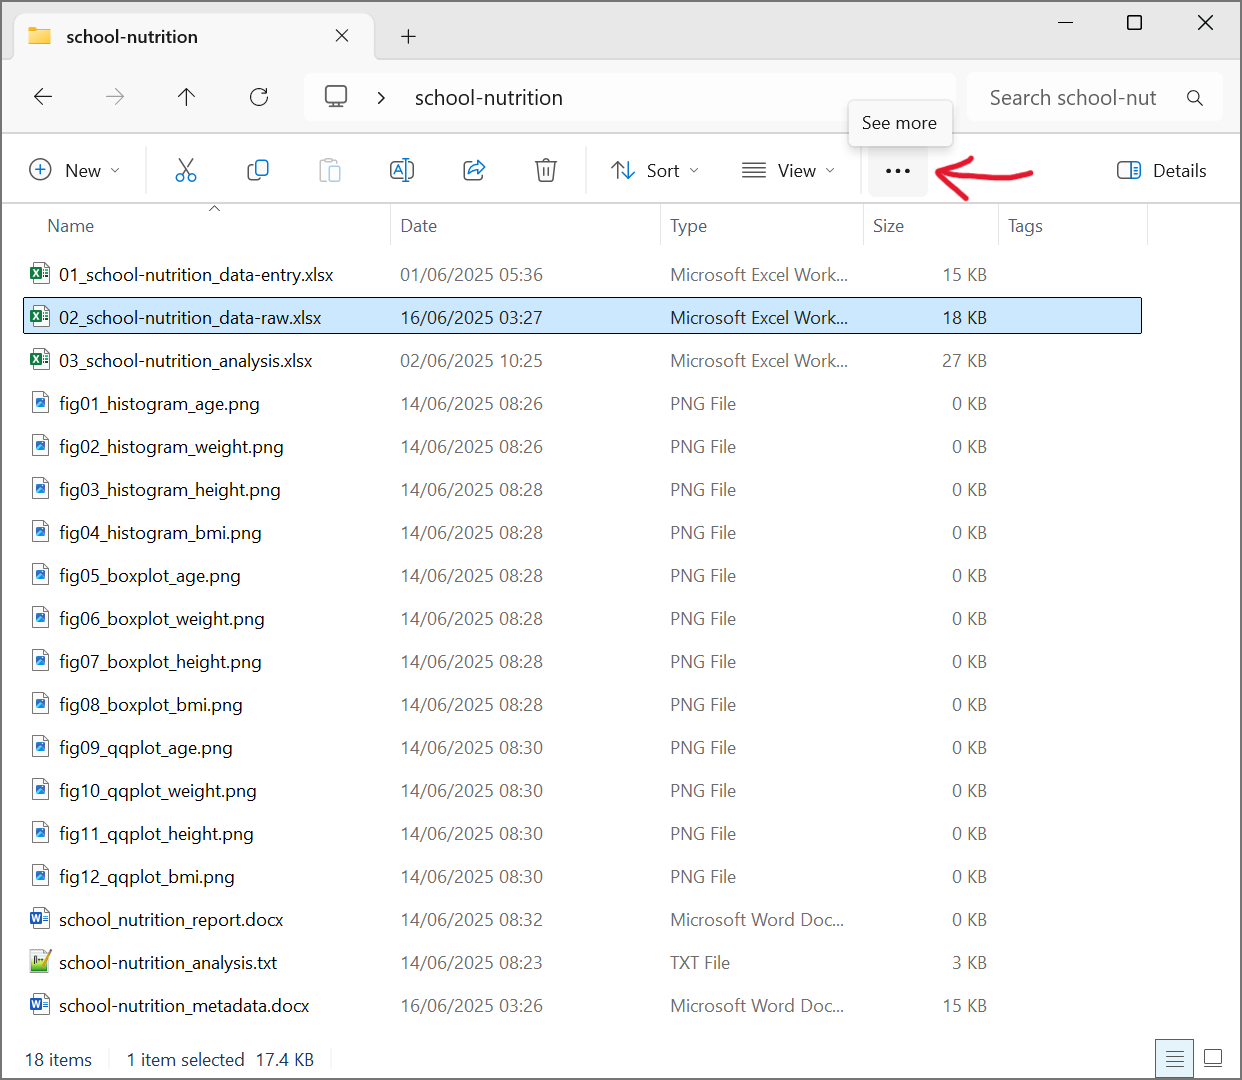 school-nutrition
school-nutrition
Search school-nut
See more
New
Sort
View
Details
Name Date Type Size Tags
01_school-nutrition_data-entry.xlsx 01/06/2025 05:36 Microsoft Excel Work... 15 KB
02_school-nutrition_data-raw.xlsx 16/06/2025 03:27 Microsoft Excel Work... 18 KB
03_school-nutrition_analysis.xlsx 02/06/2025 10:25 Microsoft Excel Work... 27 KB
fig01_histogram_age.png 14/06/2025 08:26 PNG File 0 KB
fig02_histogram_weight.png 14/06/2025 08:26 PNG File 0 KB
fig03_histogram_height.png 14/06/2025 08:28 PNG File 0 KB
fig04_histogram_bmi.png 14/06/2025 08:28 PNG File 0 KB
fig05_boxplot_age.png 14/06/2025 08:28 PNG File 0 KB
fig06_boxplot_weight.png 14/06/2025 08:28 PNG File 0 KB
fig07_boxplot_height.png 14/06/2025 08:28 PNG File 0 KB
fig08_boxplot_bmi.png 14/06/2025 08:28 PNG File 0 KB
fig09_qqplot_age.png 14/06/2025 08:30 PNG File 0 KB
fig10_qqplot_weight.png 14/06/2025 08:30 PNG File 0 KB
fig11_qqplot_height.png 14/06/2025 08:30 PNG File 0 KB
fig12_qqplot_bmi.png 14/06/2025 08:30 PNG File 0 KB
school_nutrition_report.docx 14/06/2025 08:32 Microsoft Word Doc... 0 KB
school-nutrition_analysis.txt 14/06/2025 08:23 TXT File 3 KB
school-nutrition_metadata.docx 16/06/2025 03:26 Microsoft Word Doc... 15 KB
18 items 1 item selected 17.4 KB